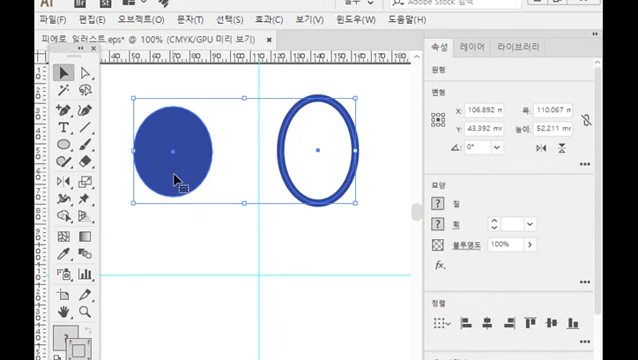 Ai Br St Adobe Stock
파일(F) 편집(E) 오브젝트(O) 문자(T) 선택(S) 효과(C) 보기(V) 윈도우(W) 도움말(H)
피에로 일러스트.eps* @ 100% (CMYK/GPU 미리 보기) ×
속성 레이어 라이브러리
원형
변형
X: 106.892 m 폭: 110.067 m
Y: 43.392 mr 높이: 52.211 m
0°
모양
? 칠
? 획
불투명도 100%
fx.
정렬